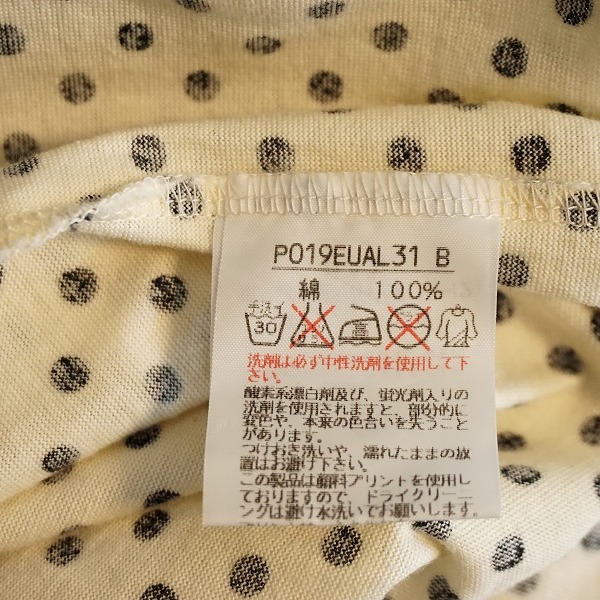 PO19EUAL31 B
綿 100%
手洗イ 30 高
洗剤は必ず中性洗剤を使用して下
さい。
酸素系漂白剤及び、蛍光剤入りの
洗剤を使用されますと、部分的に
変色や、本来の色合いを失うこと
があります。
つけおき洗いや、濡れたままの放
置はお避け下さい。
この製品は顔料プリントを使用し
ておりますので、ドライクリーニ
ングは避け水洗いでお願いします。